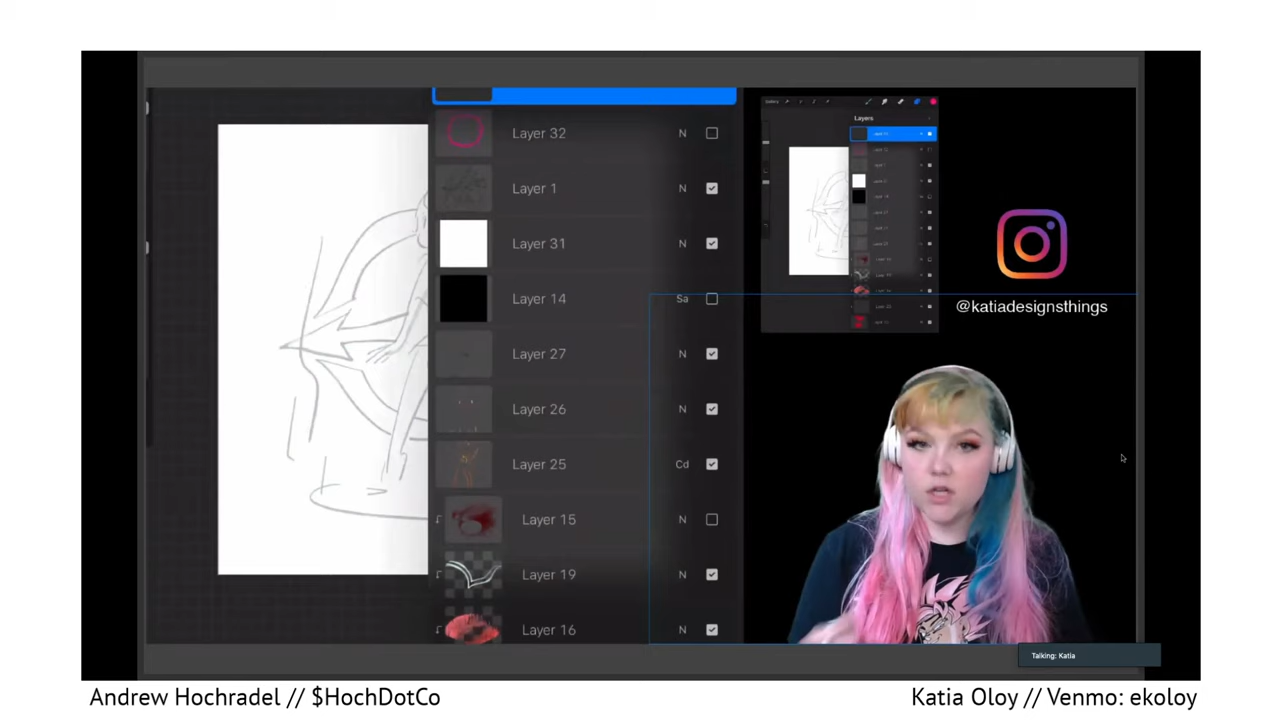 Layer 32 N
Layer 1 N
Layer 31 N
Layer 14 Sa
Layer 27 N
Layer 26 N
Layer 25 Cd
Layer 15 N
Layer 19 N
Layer 16 N
Layers
@katiadesignsthings
Talking: Katia
Andrew Hochradel // $HochDotCo
Katia Oloy // Venmo: ekoloy